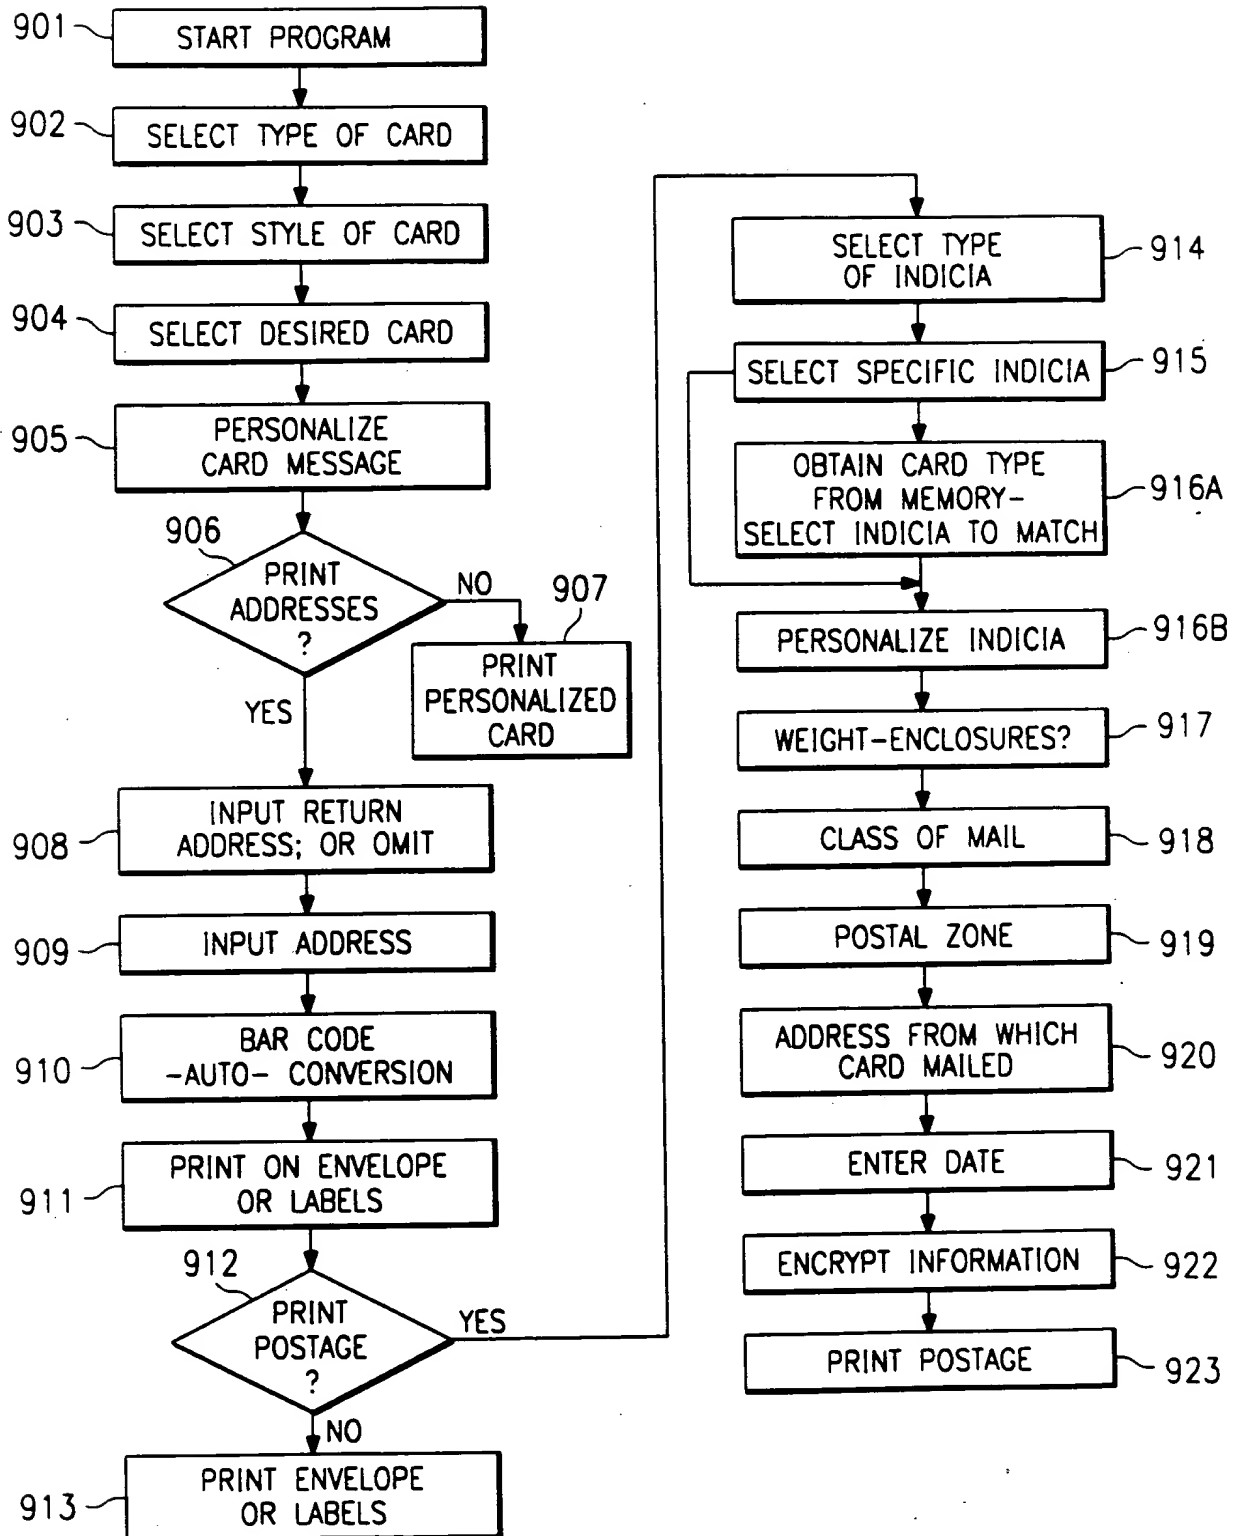 901
START PROGRAM
902
SELECT TYPE OF CARD
903
SELECT STYLE OF CARD
904
SELECT DESIRED CARD
905
PERSONALIZE
CARD MESSAGE
906
PRINT
ADDRESSES
?
NO
907
PRINT
PERSONALIZED
CARD
YES
908
INPUT RETURN
ADDRESS; OR OMIT
909
INPUT ADDRESS
910
BAR CODE
-AUTO- CONVERSION
911
PRINT ON ENVELOPE
OR LABELS
912
PRINT
POSTAGE
?
YES
NO
913
PRINT ENVELOPE
OR LABELS
SELECT TYPE
OF INDICIA
914
SELECT SPECIFIC INDICIA
915
OBTAIN CARD TYPE
FROM MEMORY-
SELECT INDICIA TO MATCH
916A
PERSONALIZE INDICIA
916B
WEIGHT-ENCLOSURES?
917
CLASS OF MAIL
918
POSTAL ZONE
919
ADDRESS FROM WHICH
CARD MAILED
920
ENTER DATE
921
ENCRYPT INFORMATION
922
PRINT POSTAGE
923